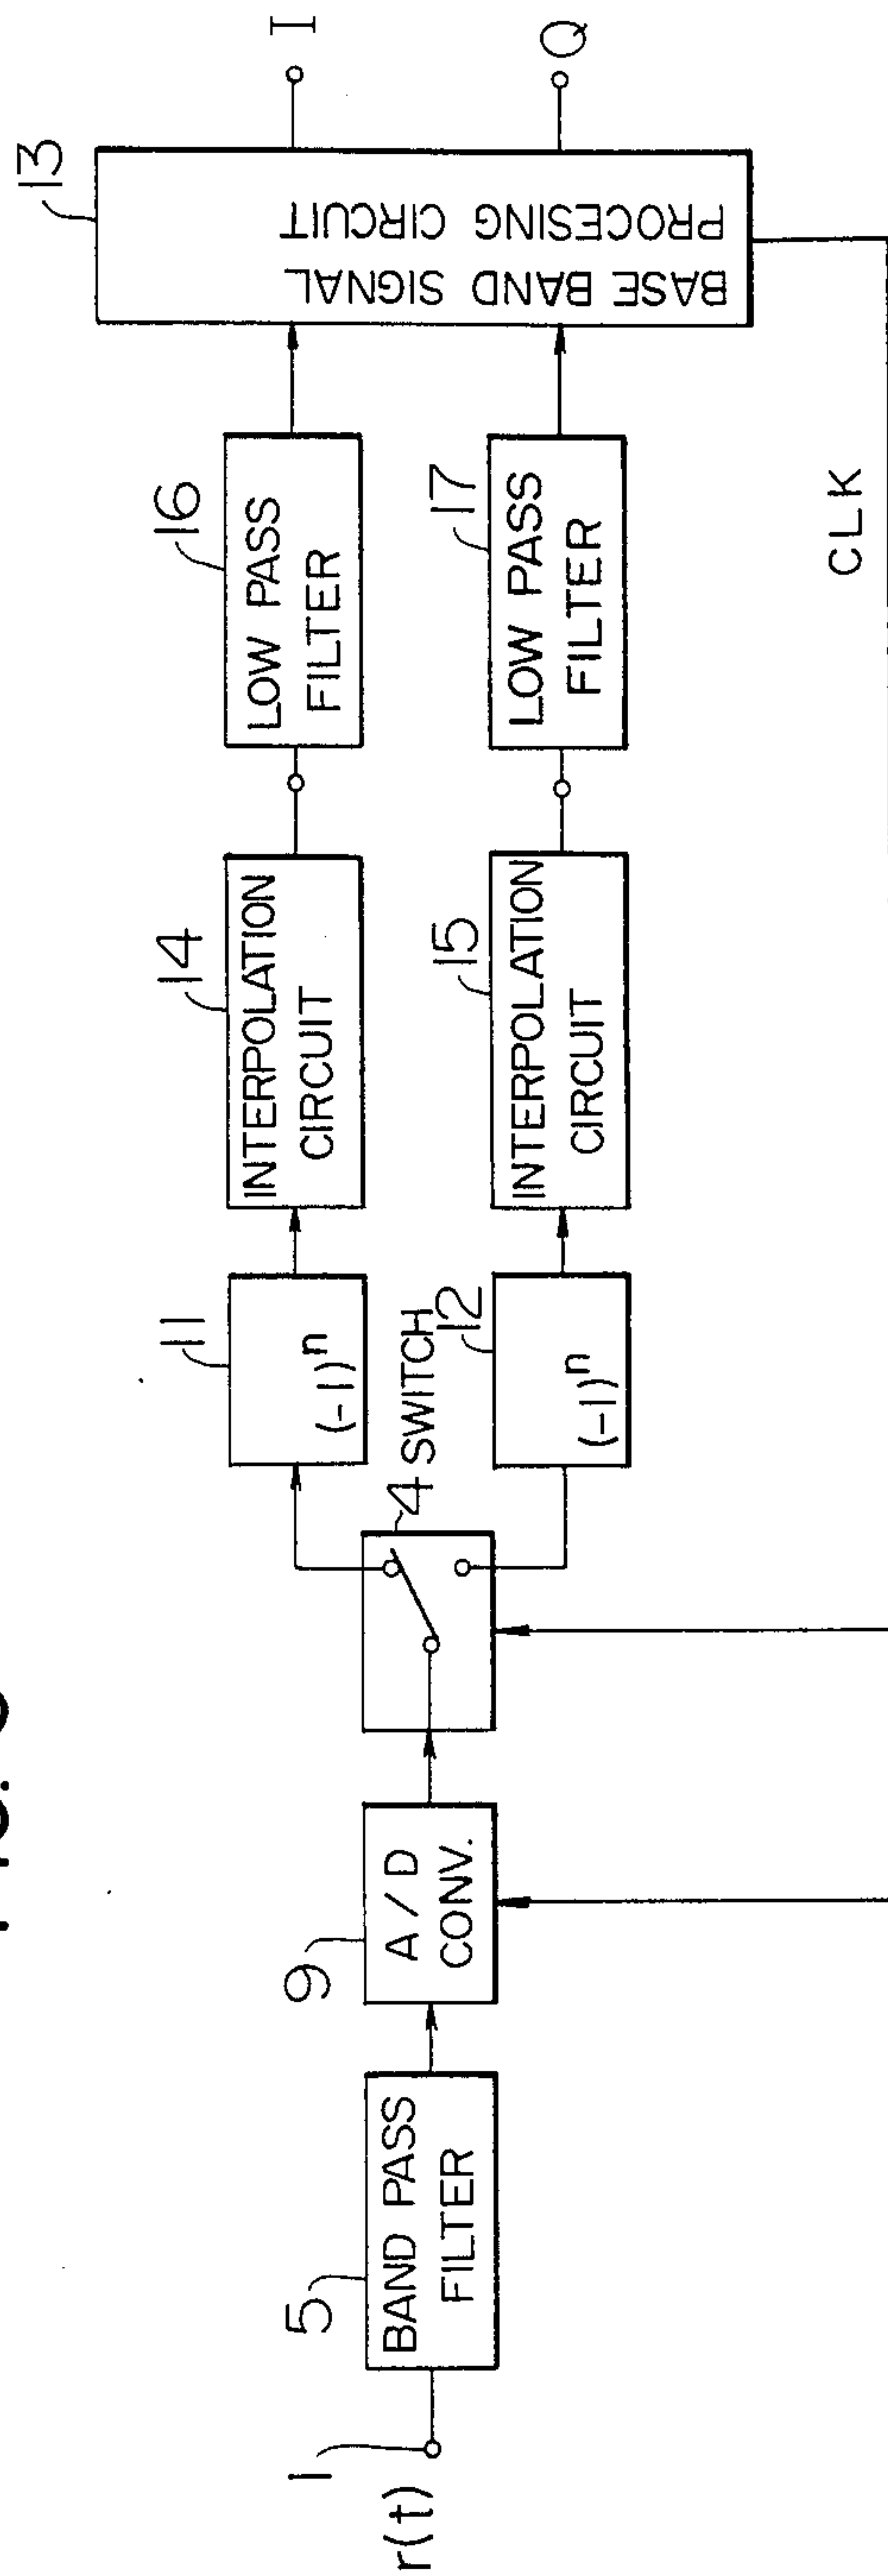 r(t)
1
5
BAND PASS
FILTER
9
A / D
CONV.
4 SWITCH
11
(-1)ⁿ
12
(-1)ⁿ
14
INTERPOLATION
CIRCUIT
15
INTERPOLATION
CIRCUIT
16
LOW PASS
FILTER
17
LOW PASS
FILTER
13
BASE BAND SIGNAL
PROCESING CIRCUIT
I
Q
CLK